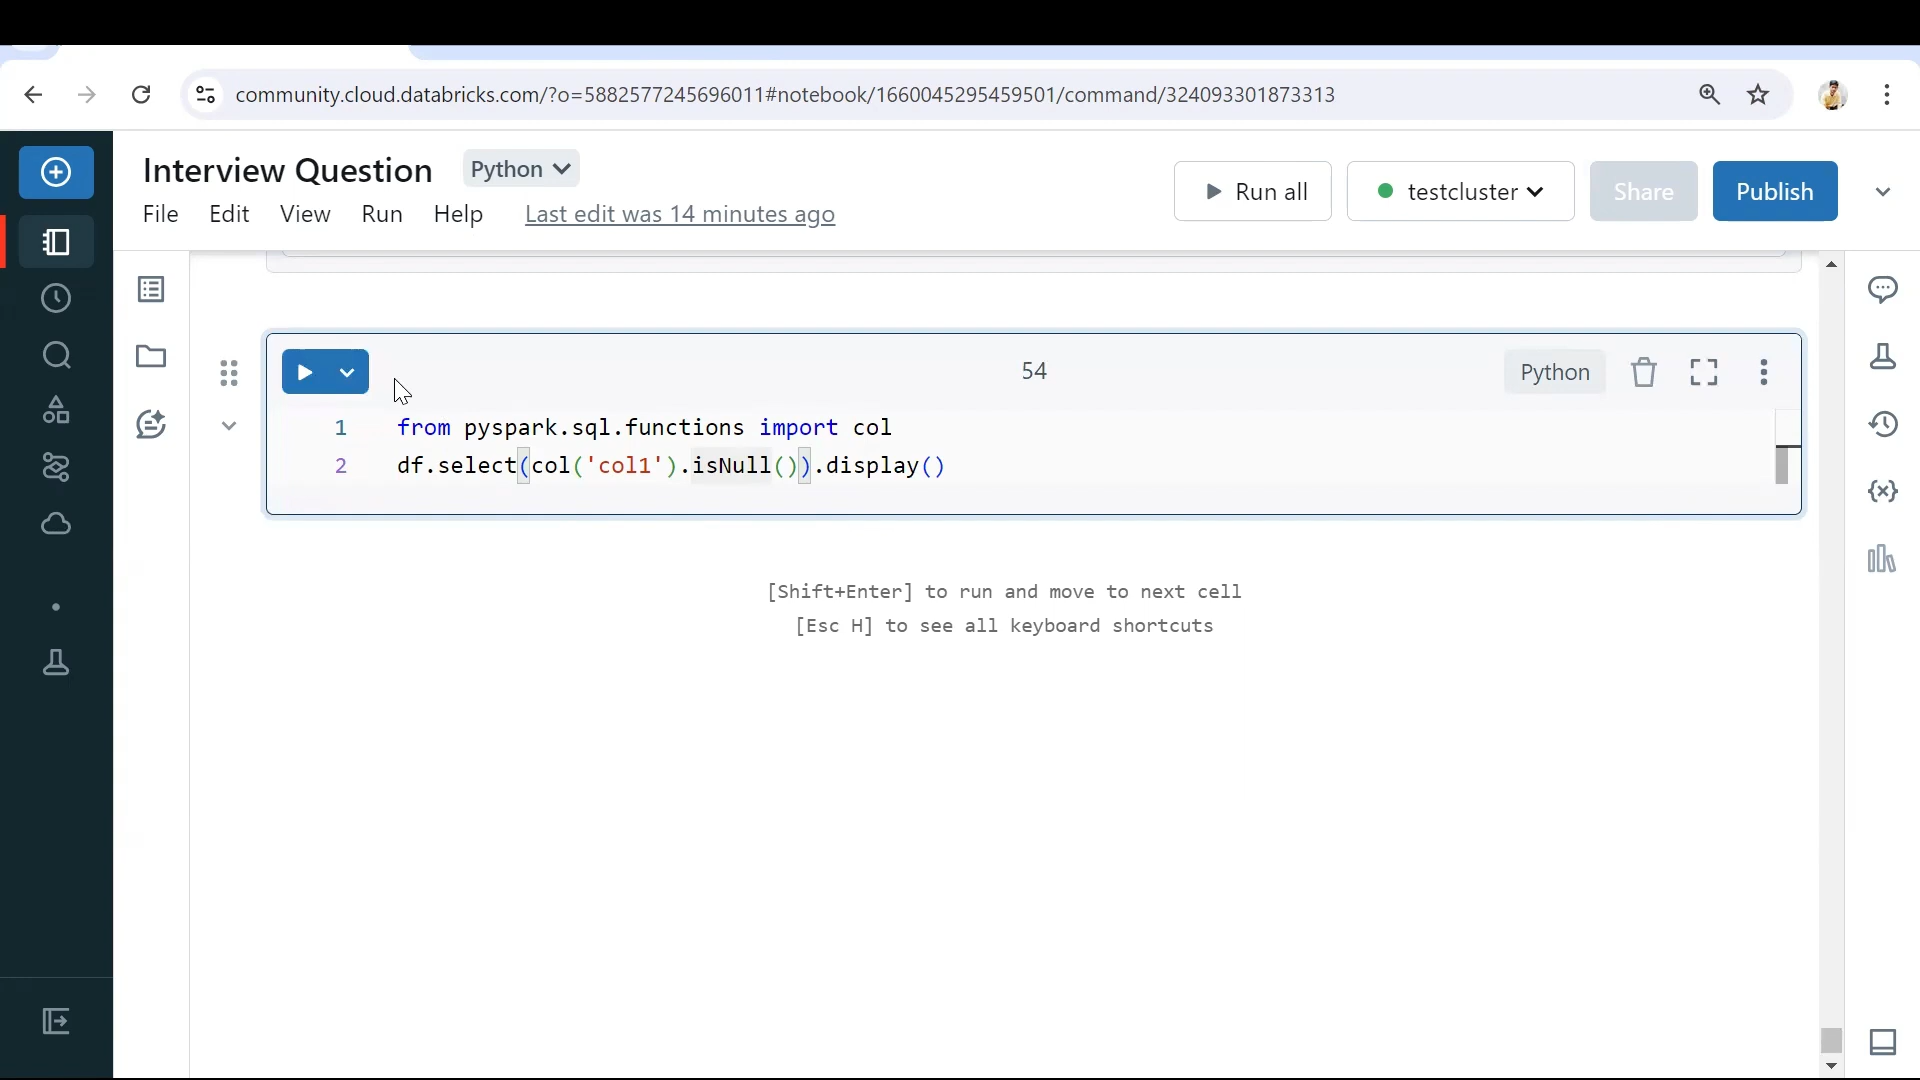 community.cloud.databricks.com/?o=5882577245696011#notebook/1660045295459501/command/324093301873313
Interview Question Python
File Edit View Run Help Last edit was 14 minutes ago
Run all testcluster Share Publish
54
Python
1 from pyspark.sql.functions import col
2 df.select(col('col1').isNull()).display()
[Shift+Enter] to run and move to next cell
[Esc H] to see all keyboard shortcuts